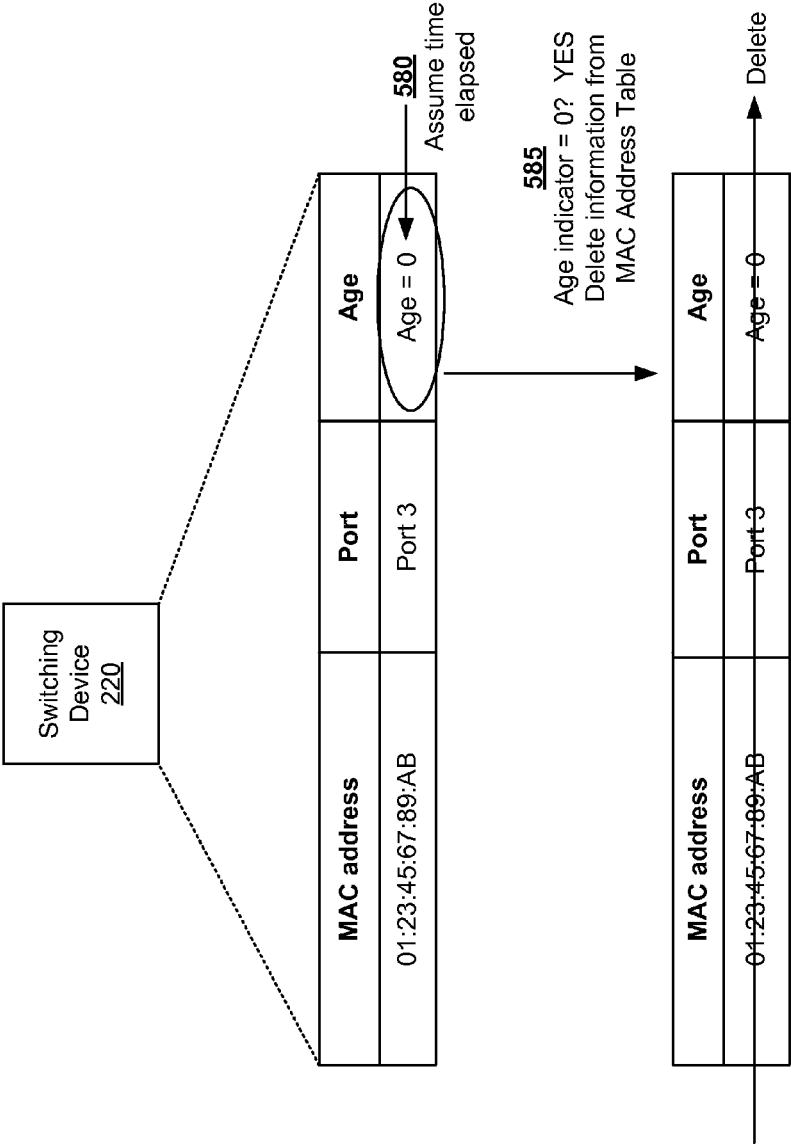 Switching
Device
220
MAC address
Port
Age
01:23:45:67:89:AB
Port 3
Age = 0
580
Assume time
elapsed
585
Age indicator = 0? YES
Delete information from
MAC Address Table
MAC address
Port
Age
01:23:45:67:89:AB
Port 3
Age = 0
Delete